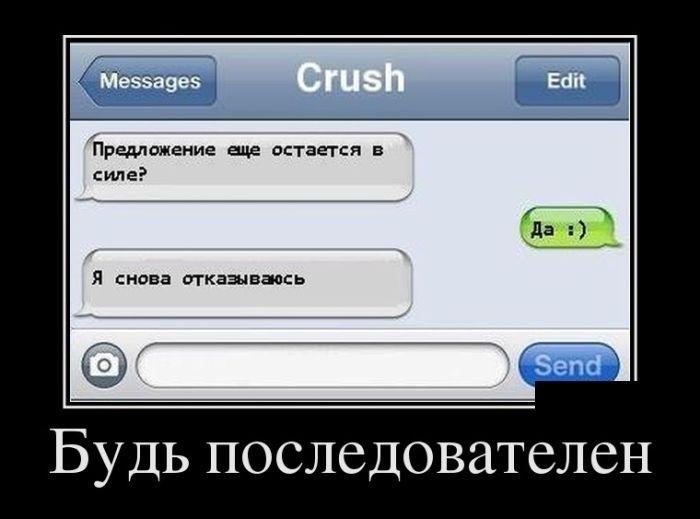 Messages Crush Edit
Предложение еще остается в
силе?
Да :)
Я снова отказываюсь
Send
Будь последователен